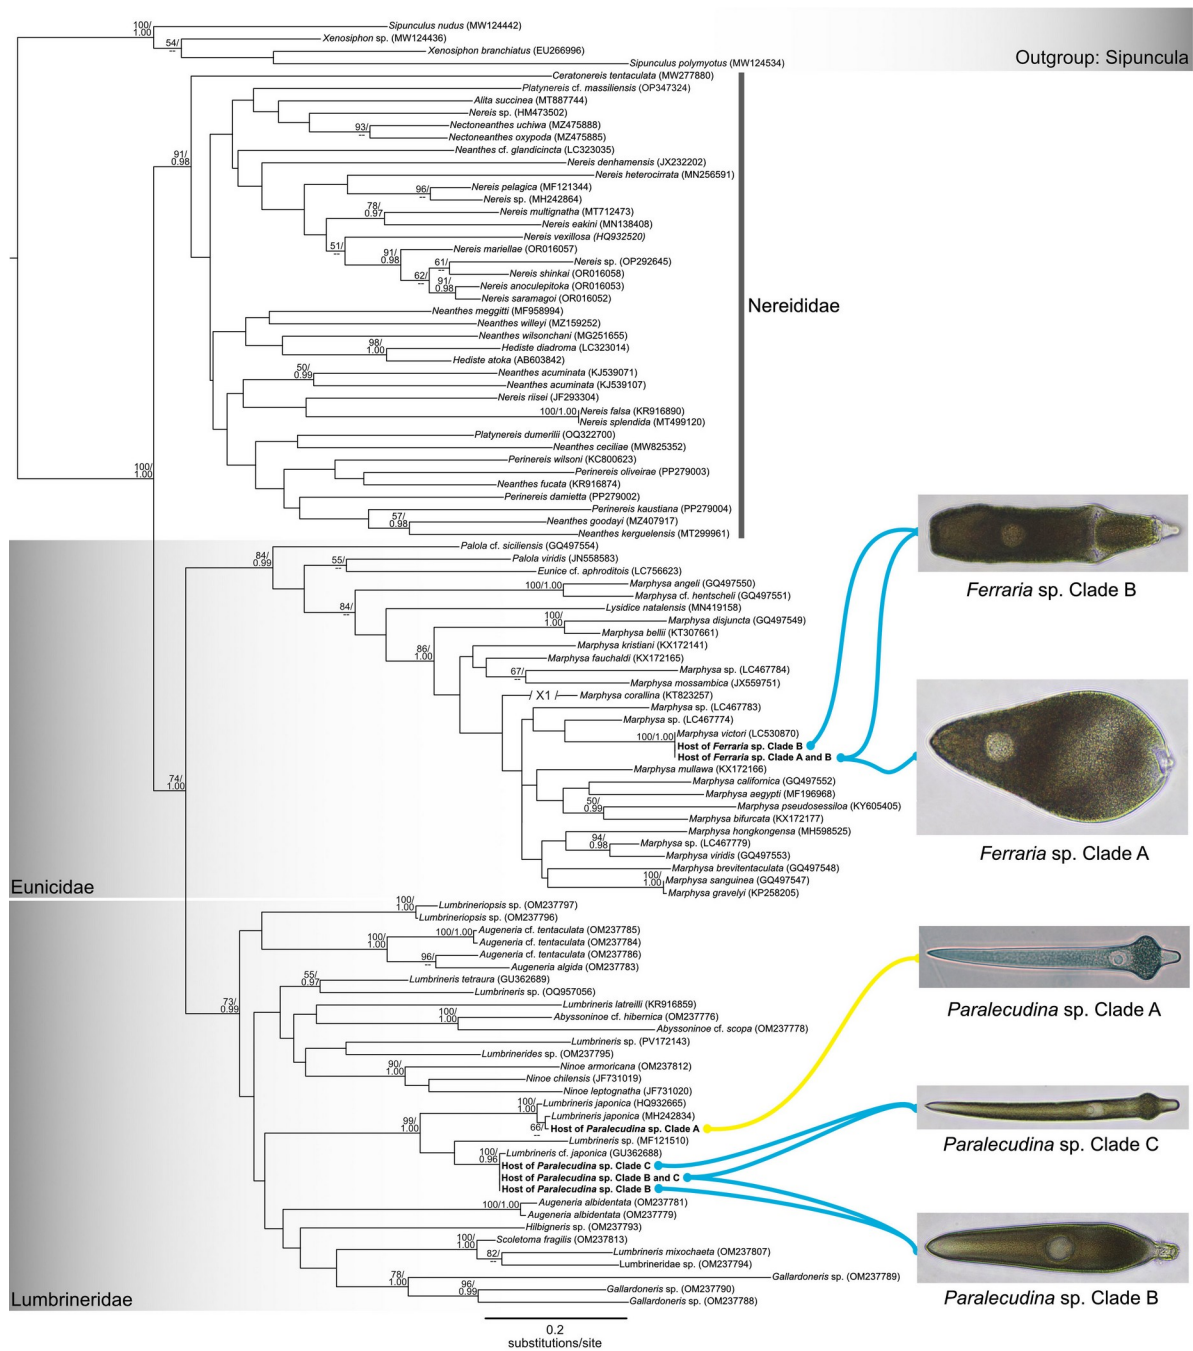 100/
1.00
Sipunculus nudus (MW124442)
54/
--
Xenosiphon sp. (MW124436)
Xenosiphon branchiatus (EU266996)
Sipunculus polymyotus (MW124534)
Outgroup: Sipuncula
Ceratonereis tentaculata (MW277880)
Platynereis cf. massiliensis (OP347324)
Alita succinea (MT887744)
Nereis sp. (HM473502)
93/
--
Nectoneanthes uchiwa (MZ475888)
Nectoneanthes oxypoda (MZ475885)
Neanthes cf. glandicincta (LC323035)
91/
0.98
Nereis denhamensis (JX232202)
Nereis heterocirrata (MN256591)
96/
--
Nereis pelagica (MF121344)
Nereis sp. (MH242864)
78/
0.97
Nereis multignatha (MT712473)
Nereis eakini (MN138408)
51/
--
Nereis vexillosa (HQ932520)
91/
0.98
Nereis mariellae (OR016057)
61/
--
Nereis sp. (OP292645)
62/
--
Nereis shinkai (OR016058)
91/
0.98
Nereis anoculepitoka (OR016053)
Nereis saramagoi (OR016052)
Nereididae
Neanthes meggitti (MF958994)
Neanthes willeyi (MZ159252)
Neanthes wilsonchani (MG251655)
98/
1.00
Hediste diadroma (LC323014)
Hediste atoka (AB603842)
50/
0.99
Neanthes acuminata (KJ539071)
Neanthes acuminata (KJ539107)
Nereis riisei (JF293304)
100/1.00
Nereis falsa (KR916890)
Nereis splendida (MT499120)
Platynereis dumerilii (OQ322700)
Neanthes ceciliae (MW825352)
Perinereis wilsoni (KC800623)
100/
1.00
Perinereis oliveirae (PP279003)
Neanthes fucata (KR916874)
Perinereis damietta (PP279002)
Perinereis kaustiana (PP279004)
57/
0.98
Neanthes goodayi (MZ407917)
Neanthes kerguelensis (MT299961)
84/
0.99
Palola cf. siciliensis (GQ497554)
55/
--
Palola viridis (JN558583)
Eunice cf. aphroditois (LC756623)
100/1.00
Marphysa angeli (GQ497550)
Marphysa cf. hentscheli (GQ497551)
84/
--
Lysidice natalensis (MN419158)
100/
1.00
Marphysa disjuncta (GQ497549)
Marphysa bellii (KT307661)
86/
1.00
Marphysa kristiani (KX172141)
Marphysa fauchaldi (KX172165)
67/
--
Marphysa sp. (LC467784)
Marphysa mossambica (JX559751)
X1
Marphysa corallina (KT823257)
Marphysa sp. (LC467783)
Marphysa sp. (LC467774)
Marphysa victori (LC530870)
100/1.00
Host of Ferraria sp. Clade B
Host of Ferraria sp. Clade A and B
Marphysa mullawa (KX172166)
74/
1.00
Marphysa californica (GQ497552)
Marphysa aegypti (MF196968)
50/
0.99
Marphysa pseudosessiloa (KY605405)
Marphysa bifurcata (KX172177)
Marphysa hongkongensa (MH598525)
94/
0.98
Marphysa sp. (LC467779)
Marphysa viridis (GQ497553)
Marphysa brevitentaculata (GQ497548)
100/
1.00
Marphysa sanguinea (GQ497547)
Marphysa gravelyi (KP258205)
Eunicidae
Ferraria sp. Clade B
Ferraria sp. Clade A
100/
1.00
Lumbrineriopsis sp. (OM237797)
Lumbrineriopsis sp. (OM237796)
100/1.00
Augeneria cf. tentaculata (OM237785)
100/
1.00
Augeneria cf. tentaculata (OM237784)
Augeneria cf. tentaculata (OM237786)
96/
--
Augeneria algida (OM237783)
55/
0.97
Lumbrineris tetraura (GU362689)
Lumbrineris sp. (OQ957056)
73/
0.99
Lumbrineris latreilli (KR916859)
100/
1.00
Abyssoninoe cf. hibernica (OM237776)
Abyssoninoe cf. scopa (OM237778)
Lumbrineris sp. (PV172143)
Lumbrinerides sp. (OM237795)
90/
1.00
Ninoe armoricana (OM237812)
Ninoe chilensis (JF731019)
Ninoe leptognatha (JF731020)
100/
1.00
Lumbrineris japonica (HQ932665)
99/
1.00
Lumbrineris japonica (MH242834)
66/
--
Host of Paralecudina sp. Clade A
Lumbrineris sp. (MF121510)
100/
0.96
Lumbrineris cf. japonica (GU362688)
Host of Paralecudina sp. Clade C
Host of Paralecudina sp. Clade B and C
Host of Paralecudina sp. Clade B
100/1.00
Augeneria albidentata (OM237781)
Augeneria albidentata (OM237779)
Hilbigneris sp. (OM237793)
100/
1.00
Scoletoma fragilis (OM237813)
82/
--
Lumbrineris mixochaeta (OM237807)
Lumbrineridae sp. (OM237794)
78/
1.00
Gallardoneris sp. (OM237789)
96/
0.99
Gallardoneris sp. (OM237790)
Gallardoneris sp. (OM237788)
Lumbrineridae
Paralecudina sp. Clade A
Paralecudina sp. Clade C
Paralecudina sp. Clade B
0.2
substitutions/site